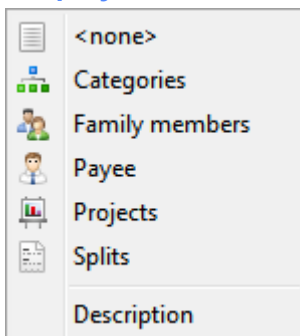 <none>
Categories
Family members
Payee
Projects
Splits
Description